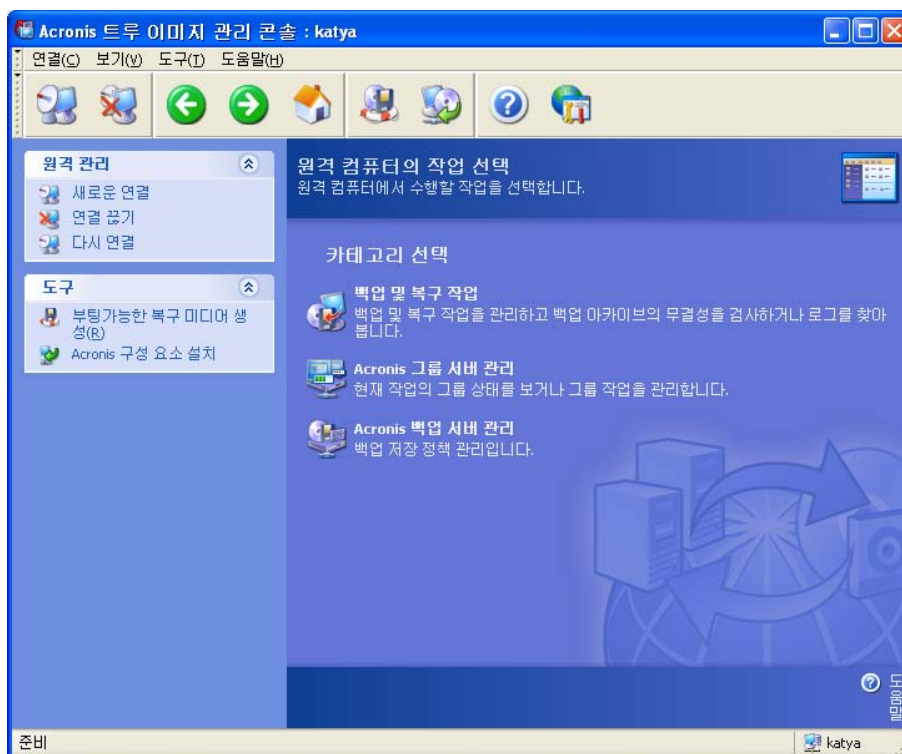 Acronis 트루 이미지 관리 콘솔 : katya
연결(C) 보기(V) 도구(T) 도움말(H)
원격 관리
새로운 연결
연결 끊기
다시 연결
도구
부팅가능한 복구 미디어 생
성(R)
Acronis 구성 요소 설치
원격 컴퓨터의 작업 선택
원격 컴퓨터에서 수행할 작업을 선택합니다.
카테고리 선택
백업 및 복구 작업
백업 및 복구 작업을 관리하고 백업 아카이브의 무결성을 검사하거나 로그를 찾아
봅니다.
Acronis 그룹 서버 관리
현재 작업의 그룹 상태를 보거나 그룹 작업을 관리합니다.
Acronis 백업 서버 관리
백업 저장 정책 관리입니다.
도움말
준비
katya